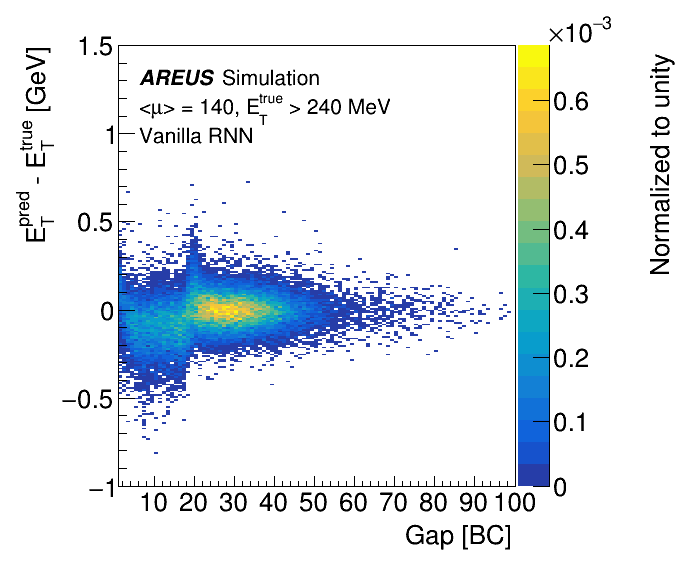 ×10⁻³
AREUS Simulation
<μ> = 140, E_T^true > 240 MeV
Vanilla RNN
E_T^pred - E_T^true [GeV]
1.5
1
0.5
0
−0.5
−1
10 20 30 40 50 60 70 80 90 100
Gap [BC]
0.6
0.5
0.4
0.3
0.2
0.1
0
Normalized to unity